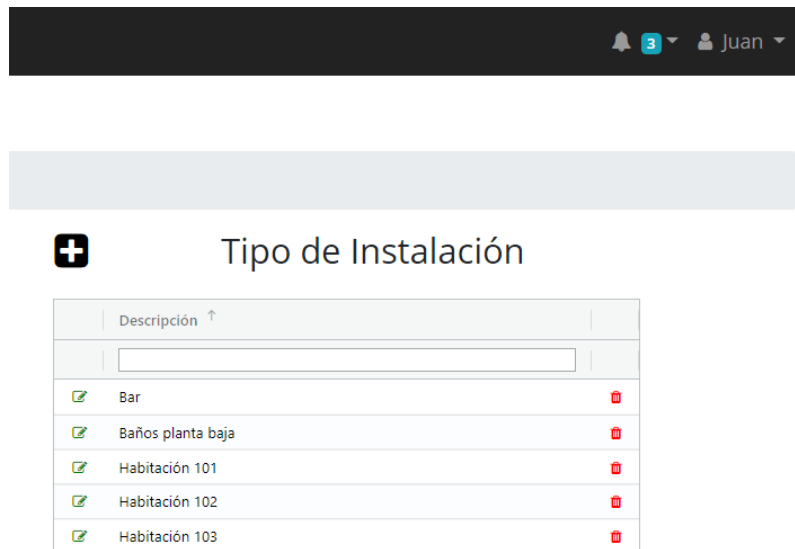 3 Juan
Tipo de Instalación
Descripción ↑
Bar
Baños planta baja
Habitación 101
Habitación 102
Habitación 103